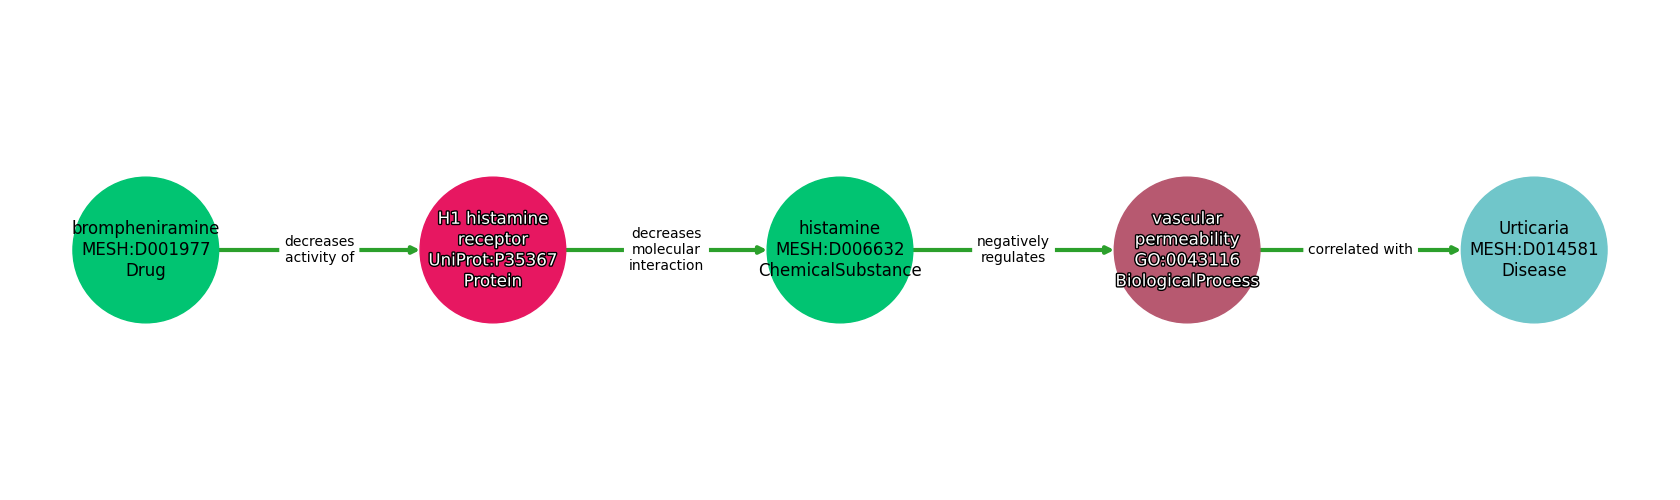 brompheniramine
MESH:D001977
Drug
decreases
activity of
H1 histamine
receptor
UniProt:P35367
Protein
decreases
molecular
interaction
histamine
MESH:D006632
ChemicalSubstance
negatively
regulates
vascular
permeability
GO:0043116
BiologicalProcess
correlated with
Urticaria
MESH:D014581
Disease